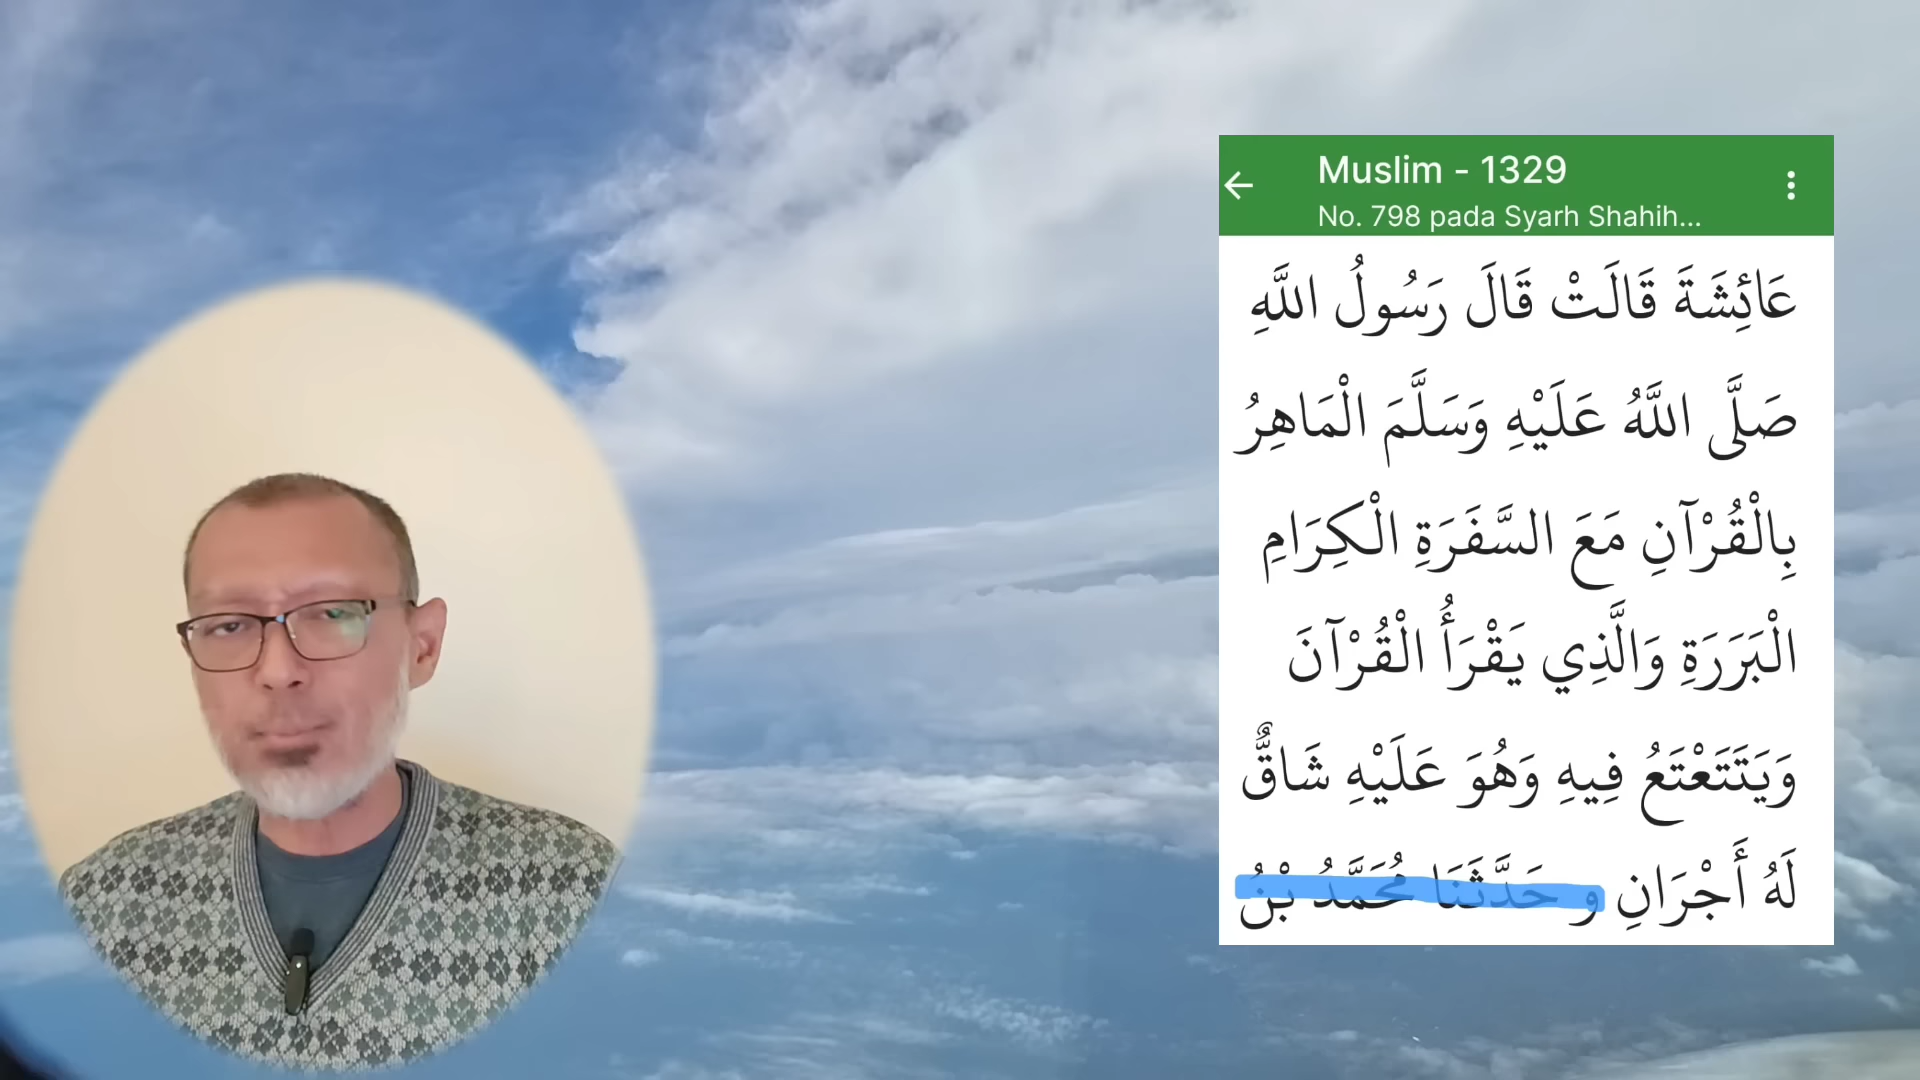 Muslim - 1329
No. 798 pada Syarh Shahih...
عَائِشَةَ قَالَتْ قَالَ رَسُولُ اللَّهِ
صَلَّى اللَّهُ عَلَيْهِ وَسَلَّمَ الْمَاهِرُ
بِالْقُرْآنِ مَعَ السَّفَرَةِ الْكِرَامِ
الْبَرَرَةِ وَالَّذِي يَقْرَأُ الْقُرْآنَ
وَيَتَتَعْتَعُ فِيهِ وَهُوَ عَلَيْهِ شَاقٌّ
لَهُ أَجْرَانِ و حَدَّثَنَا مُحَمَّدُ بْنُ